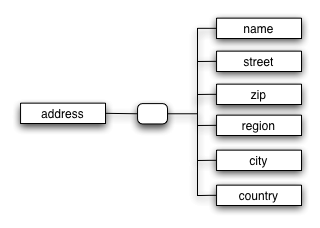 name
street
zip
address
region
city
country